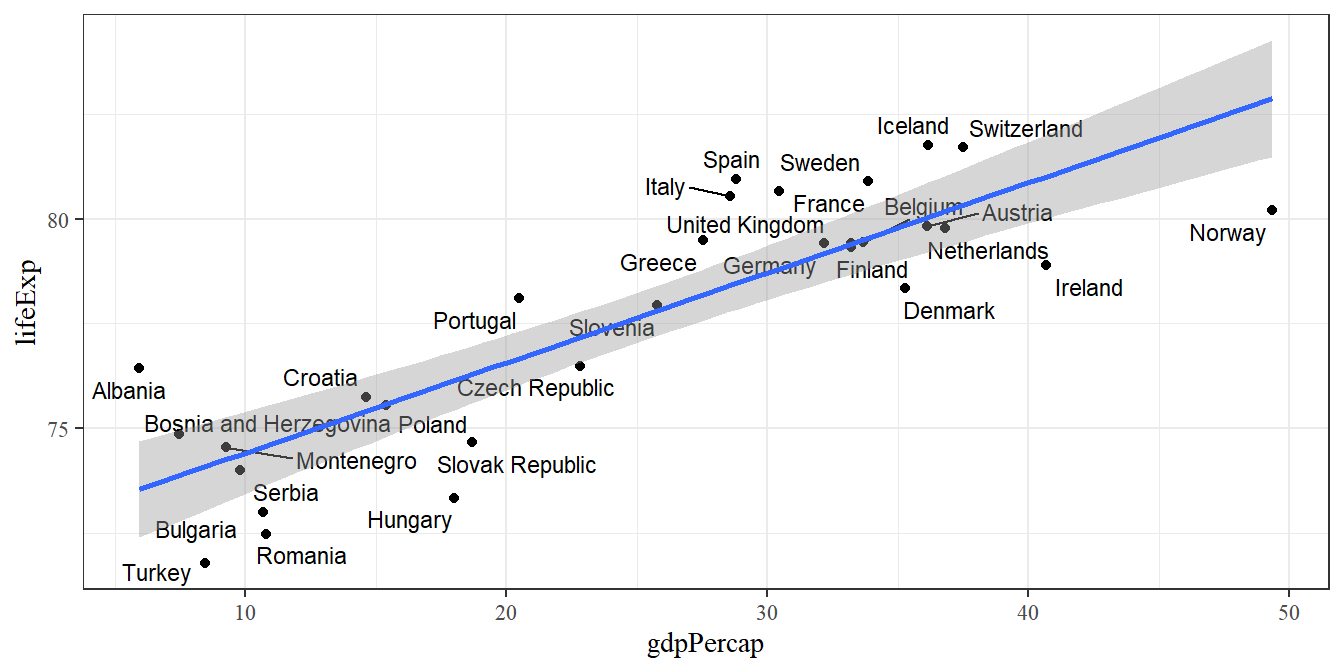 lifeExp
80
75
Iceland
Switzerland
Spain
Sweden
Italy
France
Belgium
Austria
United Kingdom
Norway
Netherlands
Greece
Germany
Finland
Ireland
Denmark
Portugal
Slovenia
Croatia
Albania
Czech Republic
Bosnia and Herzegovina
Poland
Montenegro
Slovak Republic
Serbia
Hungary
Bulgaria
Romania
Turkey
10
20
30
40
50
gdpPercap